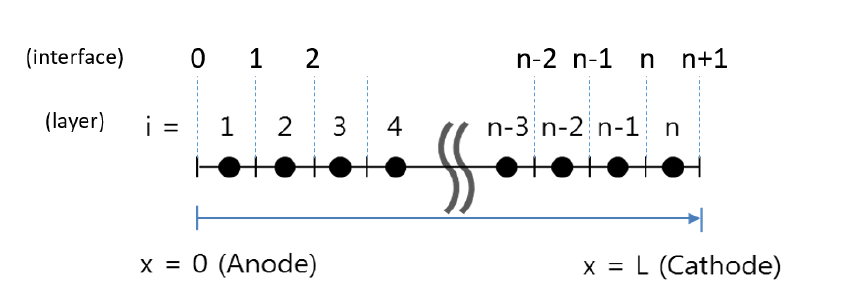 (interface) 0 1 2 n-2 n-1 n n+1
(layer) i = 1 2 3 4 n-3 n-2 n-1 n
x = 0 (Anode) x = L (Cathode)